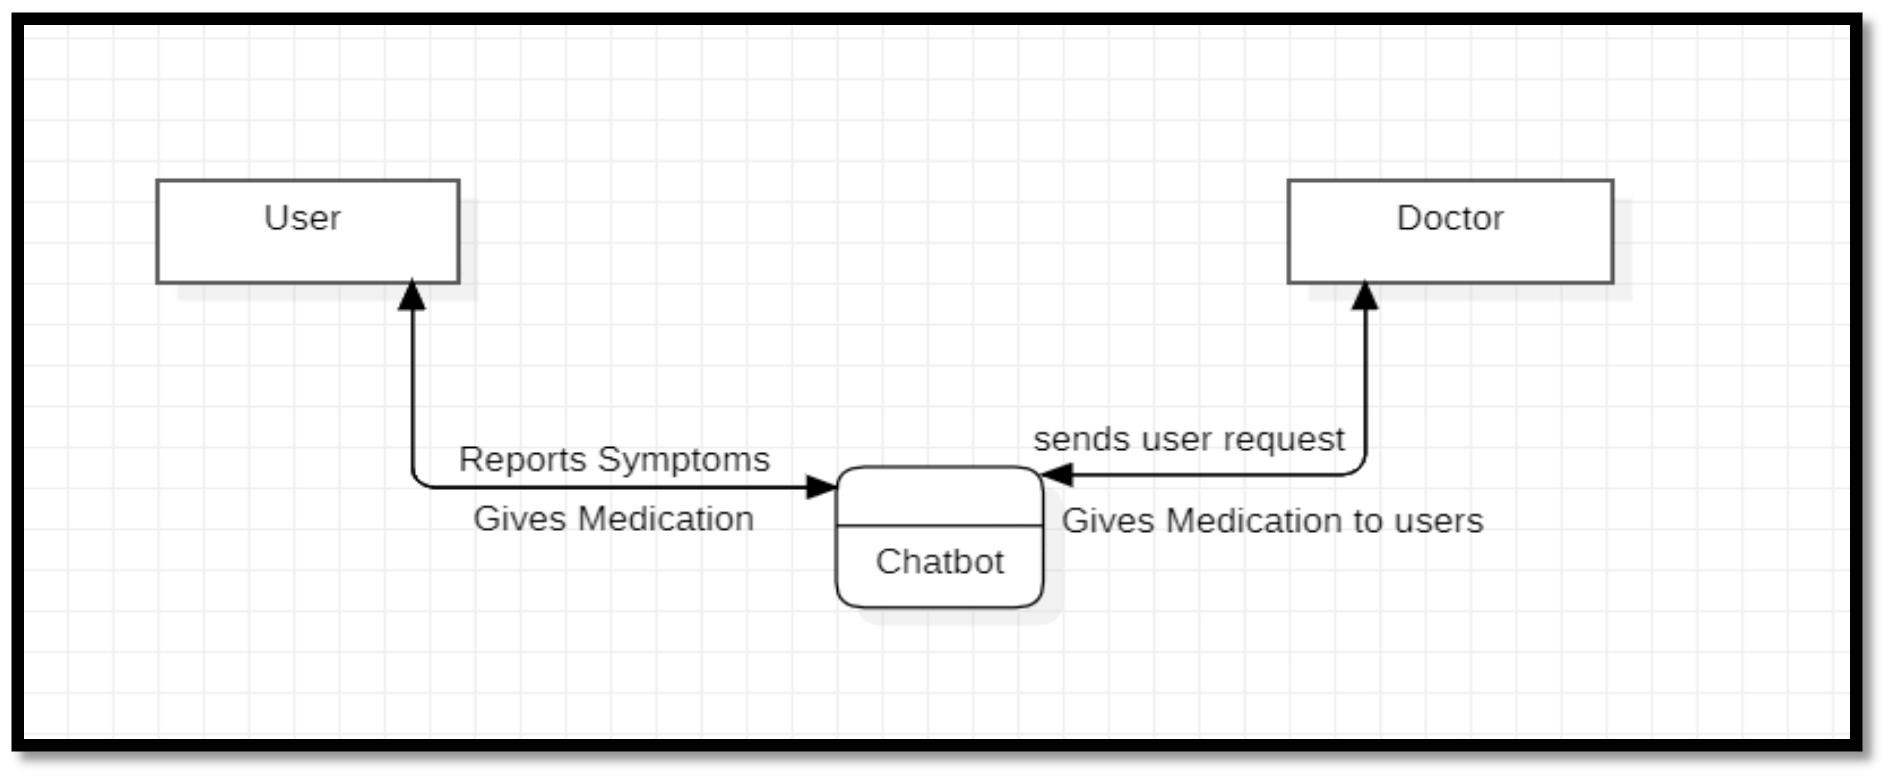 User
Doctor
Reports Symptoms
Gives Medication
sends user request
Gives Medication to users
Chatbot